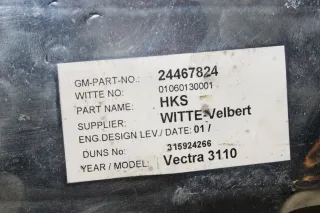 GM-PART-NO.: 24467824
WITTE NO.: 01060130001
PART NAME: HKS
SUPPLIER: WITTE-Velbert
ENG.DESIGN LEV./ DATE: 01 /
DUNS No: 315924266
YEAR / MODEL: Vectra 3110